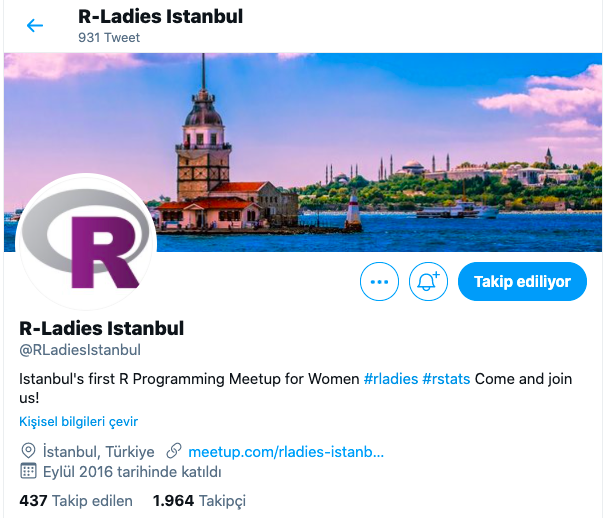 R-Ladies Istanbul
931 Tweet
R
Takip ediliyor
R-Ladies Istanbul
@RLadiesIstanbul
Istanbul's first R Programming Meetup for Women #rladies #rstats Come and join
us!
Kişisel bilgileri çevir
İstanbul, Türkiye meetup.com/rladies-istanb...
Eylül 2016 tarihinde katıldı
437 Takip edilen 1.964 Takipçi